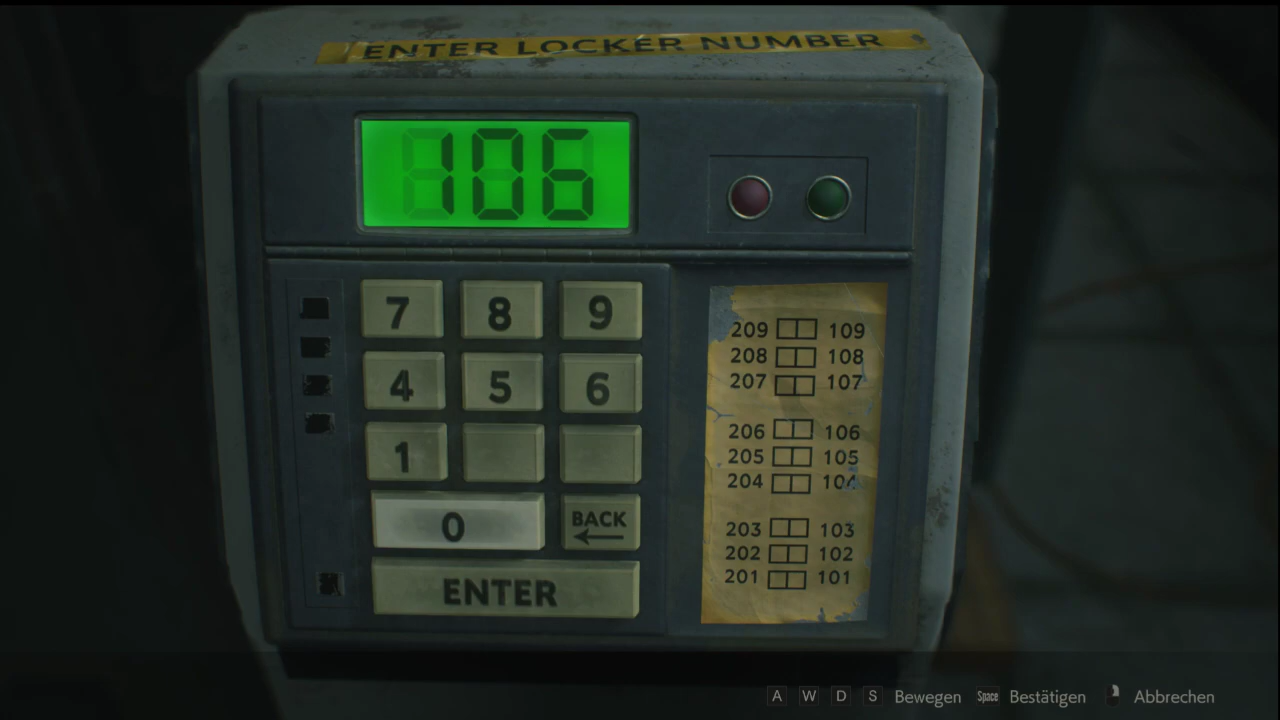 ENTER LOCKER NUMBER
106
7 8 9
4 5 6
1
0 BACK
ENTER
209 109
208 108
207 107
206 106
205 105
204 104
203 103
202 102
201 101
A W D S Bewegen Space Bestätigen Abbrechen